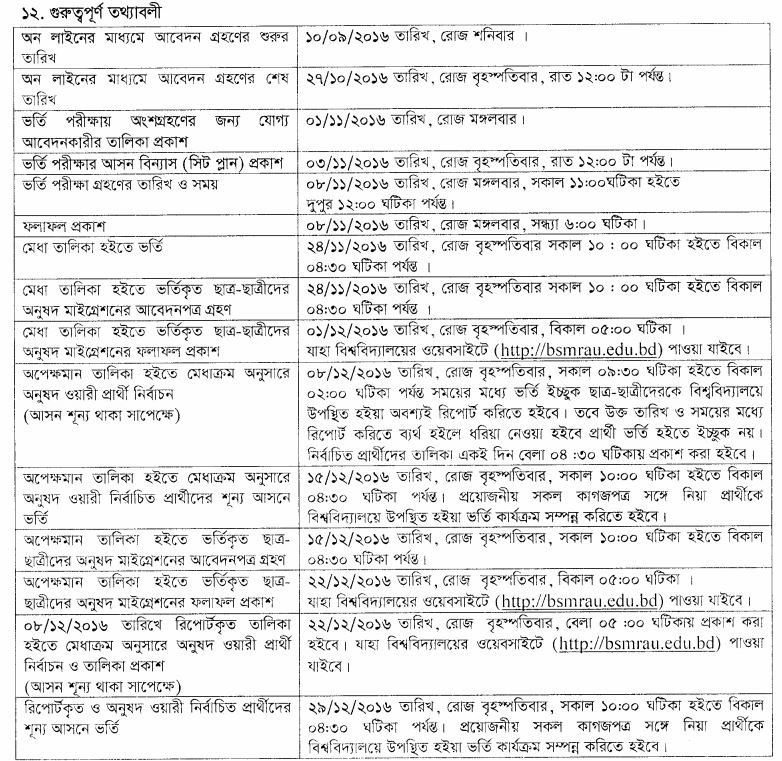 ১২. গুরুত্বপূর্ণ তথ্যাবলী
অন লাইনের মাধ্যমে আবেদন গ্রহণের শুরুর
তারিখ
১০/০৯/২০১৬ তারিখ, রোজ শনিবার ।
অন লাইনের মাধ্যমে আবেদন গ্রহণের শেষ
তারিখ
২৭/১০/২০১৬ তারিখ, রোজ বৃহস্পতিবার, রাত ১২:০০ টা পর্যন্ত।
ভর্তি পরীক্ষায় অংশগ্রহণের জন্য যোগ্য
আবেদনকারীর তালিকা প্রকাশ
০১/১১/২০১৬ তারিখ, রোজ মঙ্গলবার।
ভর্তি পরীক্ষার আসন বিন্যাস (সিট প্লান) প্রকাশ
০৩/১১/২০১৬ তারিখ, রোজ বৃহস্পতিবার, রাত ১২:০০ টা পর্যন্ত।
ভর্তি পরীক্ষা গ্রহণের তারিখ ও সময়
০৮/১১/২০১৬ তারিখ, রোজ মঙ্গলবার, সকাল ১১:০০ঘটিকা হইতে
দুপুর ১২:০০ ঘটিকা পর্যন্ত।
ফলাফল প্রকাশ
০৮/১১/২০১৬ তারিখ, রোজ মঙ্গলবার, সন্ধ্যা ৬:০০ ঘটিকা।
মেধা তালিকা হইতে ভর্তি
২৪/১১/২০১৬ তারিখ, রোজ বৃহস্পতিবার সকাল ১০ : ০০ ঘটিকা হইতে বিকাল
০৪:৩০ ঘটিকা পর্যন্ত ।
মেধা তালিকা হইতে ভর্তিকৃত ছাত্র-ছাত্রীদের
অনুষদ মাইগ্রেশনের আবেদনপত্র গ্রহণ
২৪/১১/২০১৬ তারিখ, রোজ বৃহস্পতিবার সকাল ১০ : ০০ ঘটিকা হইতে বিকাল
০৪:৩০ ঘটিকা পর্যন্ত ।
মেধা তালিকা হইতে ভর্তিকৃত ছাত্র-ছাত্রীদের
অনুষদ মাইগ্রেশনের ফলাফল প্রকাশ
০১/১২/২০১৬ তারিখ, রোজ বৃহস্পতিবার, বিকাল ০৫:০০ ঘটিকা ।
যাহা বিশ্ববিদ্যালয়ের ওয়েবসাইটে (http://bsmrau.edu.bd) পাওয়া যাইবে।
অপেক্ষমান তালিকা হইতে মেধাক্রম অনুসারে
অনুষদ ওয়ারী প্রার্থী নির্বাচন
(আসন শূন্য থাকা সাপেক্ষে)
০৮/১২/২০১৬ তারিখ, রোজ বৃহস্পতিবার, সকাল ০৯:৩০ ঘটিকা হইতে বিকাল
০২:০০ ঘটিকা পর্যন্ত সময়ের মধ্যে ভর্তি ইচ্ছুক ছাত্র-ছাত্রীদেরকে বিশ্ববিদ্যালয়ে
উপস্থিত হইয়া অবশ্যই রিপোর্ট করিতে হইবে। তবে উক্ত তারিখ ও সময়ের মধ্যে
রিপোর্ট করিতে ব্যর্থ হইলে ধরিয়া নেওয়া হইবে প্রার্থী ভর্তি হইতে ইচ্ছুক নয়।
নির্বাচিত প্রার্থীদের তালিকা একই দিন বেলা ০৪ :৩০ ঘটিকায় প্রকাশ করা হইবে।
অপেক্ষমান তালিকা হইতে মেধাক্রম অনুসারে
অনুষদ ওয়ারী নির্বাচিত প্রার্থীদের শূন্য আসনে
ভর্তি
১৫/১২/২০১৬ তারিখ, রোজ বৃহস্পতিবার, সকাল ১০:০০ ঘটিকা হইতে বিকাল
০৪:৩০ ঘটিকা পর্যন্ত। প্রয়োজনীয় সকল কাগজপত্র সঙ্গে নিয়া প্রার্থীকে
বিশ্ববিদ্যালয়ে উপস্থিত হইয়া ভর্তি কার্যক্রম সম্পন্ন করিতে হইবে।
অপেক্ষমান তালিকা হইতে ভর্তিকৃত ছাত্র-
ছাত্রীদের অনুষদ মাইগ্রেশনের আবেদনপত্র গ্রহণ
১৫/১২/২০১৬ তারিখ, রোজ বৃহস্পতিবার, সকাল ১০:০০ ঘটিকা হইতে বিকাল
০৪:৩০ ঘটিকা পর্যন্ত।
অপেক্ষমান তালিকা হইতে ভর্তিকৃত ছাত্র-
ছাত্রীদের অনুষদ মাইগ্রেশনের ফলাফল প্রকাশ
২২/১২/২০১৬ তারিখ, রোজ বৃহস্পতিবার, বিকাল ০৫:০০ ঘটিকা ।
যাহা বিশ্ববিদ্যালয়ের ওয়েবসাইটে (http://bsmrau.edu.bd) পাওয়া যাইবে।
০৮/১২/২০১৬ তারিখে রিপোর্টকৃত তালিকা
হইতে মেধাক্রম অনুসারে অনুষদ ওয়ারী প্রার্থী
নির্বাচন ও তালিকা প্রকাশ
(আসন শূন্য থাকা সাপেক্ষে)
২২/১২/২০১৬ তারিখ, রোজ বৃহস্পতিবার, বেলা ০৫ :০০ ঘটিকায় প্রকাশ করা
হইবে। যাহা বিশ্ববিদ্যালয়ের ওয়েবসাইটে (http://bsmrau.edu.bd) পাওয়া
যাইবে।
রিপোর্টকৃত ও অনুষদ ওয়ারী নির্বাচিত প্রার্থীদের
শূন্য আসনে ভর্তি
২৯/১২/২০১৬ তারিখ, রোজ বৃহস্পতিবার, সকাল ১০:০০ ঘটিকা হইতে বিকাল
০৪:৩০ ঘটিকা পর্যন্ত। প্রয়োজনীয় সকল কাগজপত্র সঙ্গে নিয়া প্রার্থীকে
বিশ্ববিদ্যালয়ে উপস্থিত হইয়া ভর্তি কার্যক্রম সম্পন্ন করিতে হইবে।